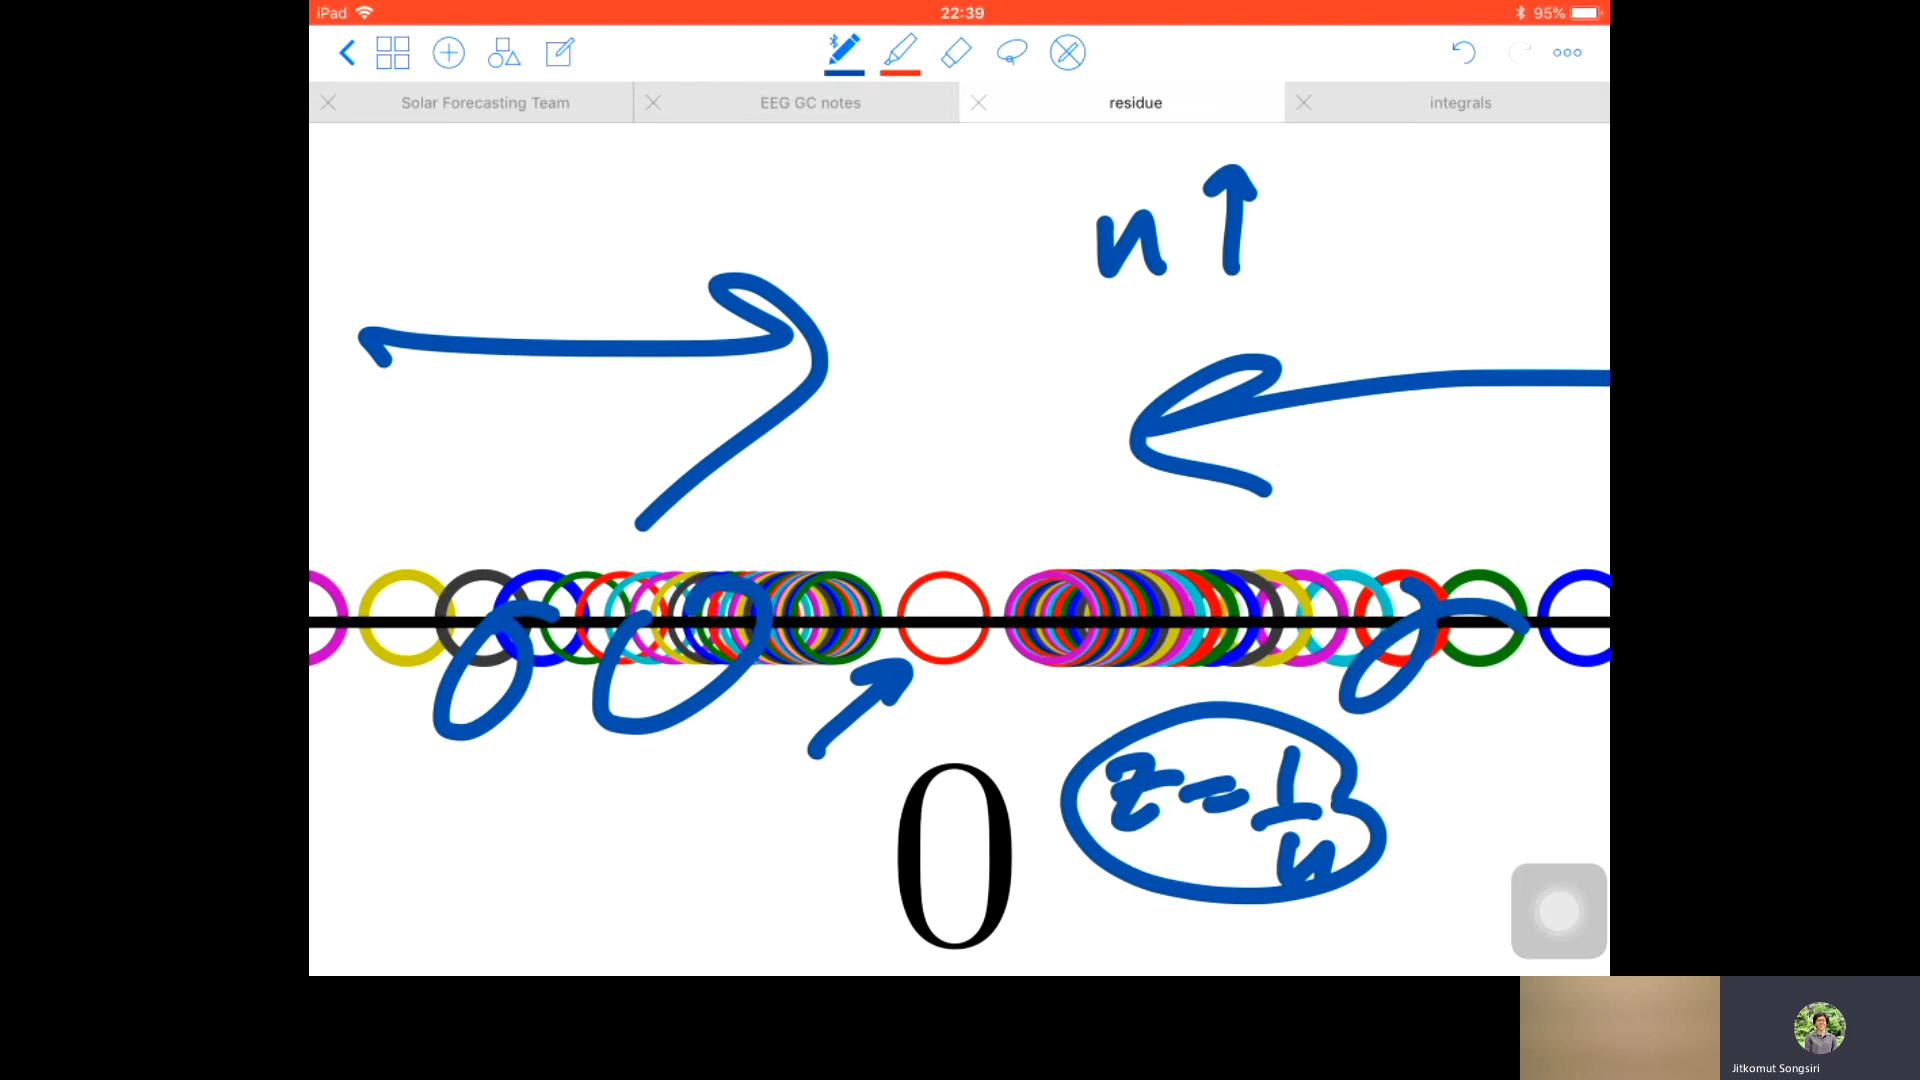 iPad 22:39 95%
Solar Forecasting Team EEG GC notes residue integrals
n ↑
0
z = 1/n
Jitkomut Songsiri